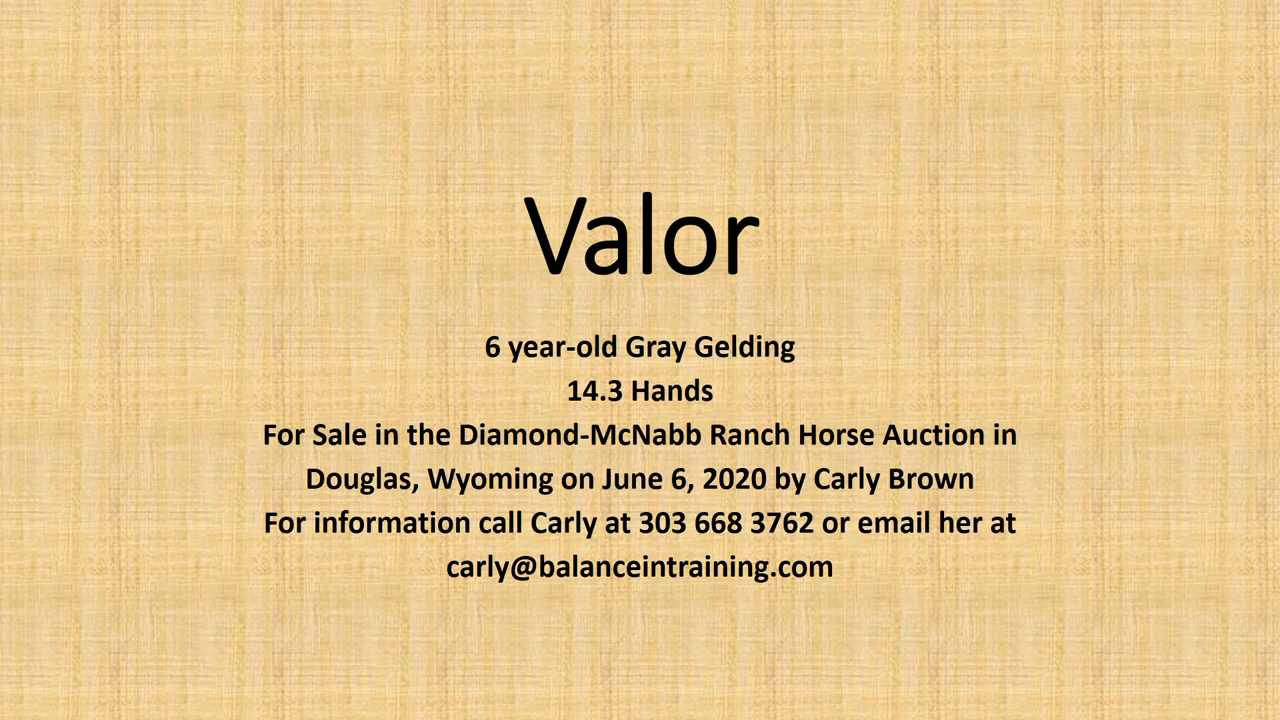 Valor
6 year-old Gray Gelding
14.3 Hands
For Sale in the Diamond-McNabb Ranch Horse Auction in
Douglas, Wyoming on June 6, 2020 by Carly Brown
For information call Carly at 303 668 3762 or email her at
carly@balanceintraining.com